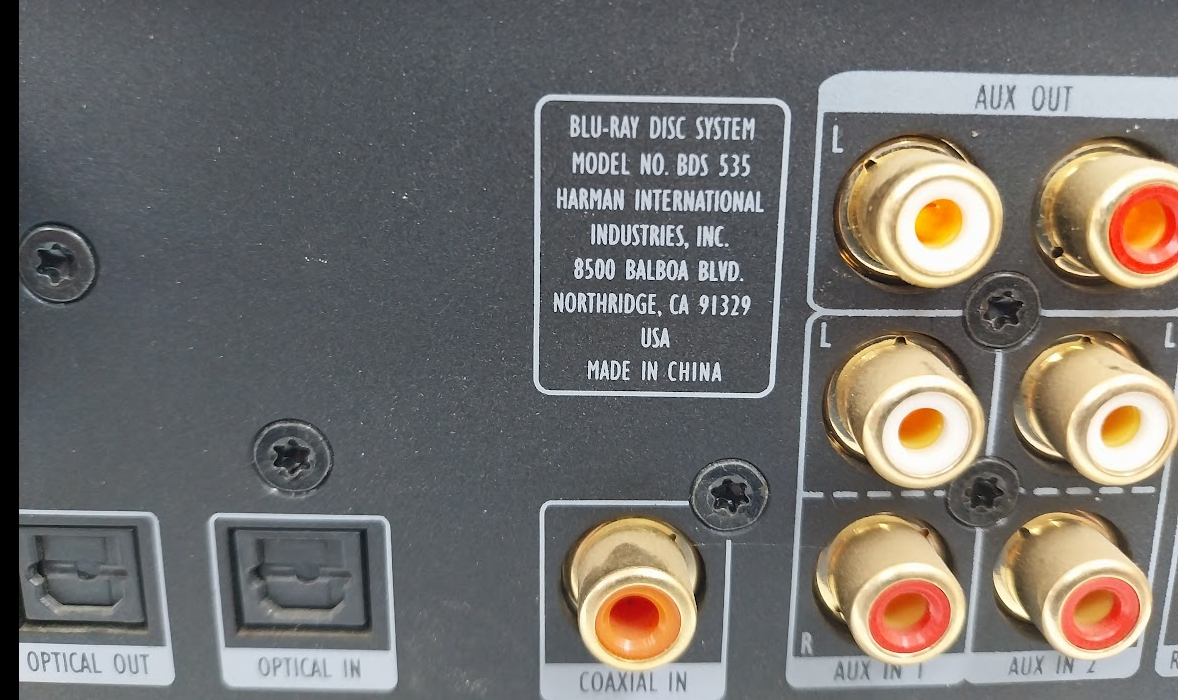 BLU-RAY DISC SYSTEM
MODEL NO. BDS 535
HARMAN INTERNATIONAL
INDUSTRIES, INC.
8500 BALBOA BLVD.
NORTHRIDGE, CA 91329
USA
MADE IN CHINA
AUX OUT
L
L
L
R
R
AUX IN 1
AUX IN 2
OPTICAL OUT
OPTICAL IN
COAXIAL IN